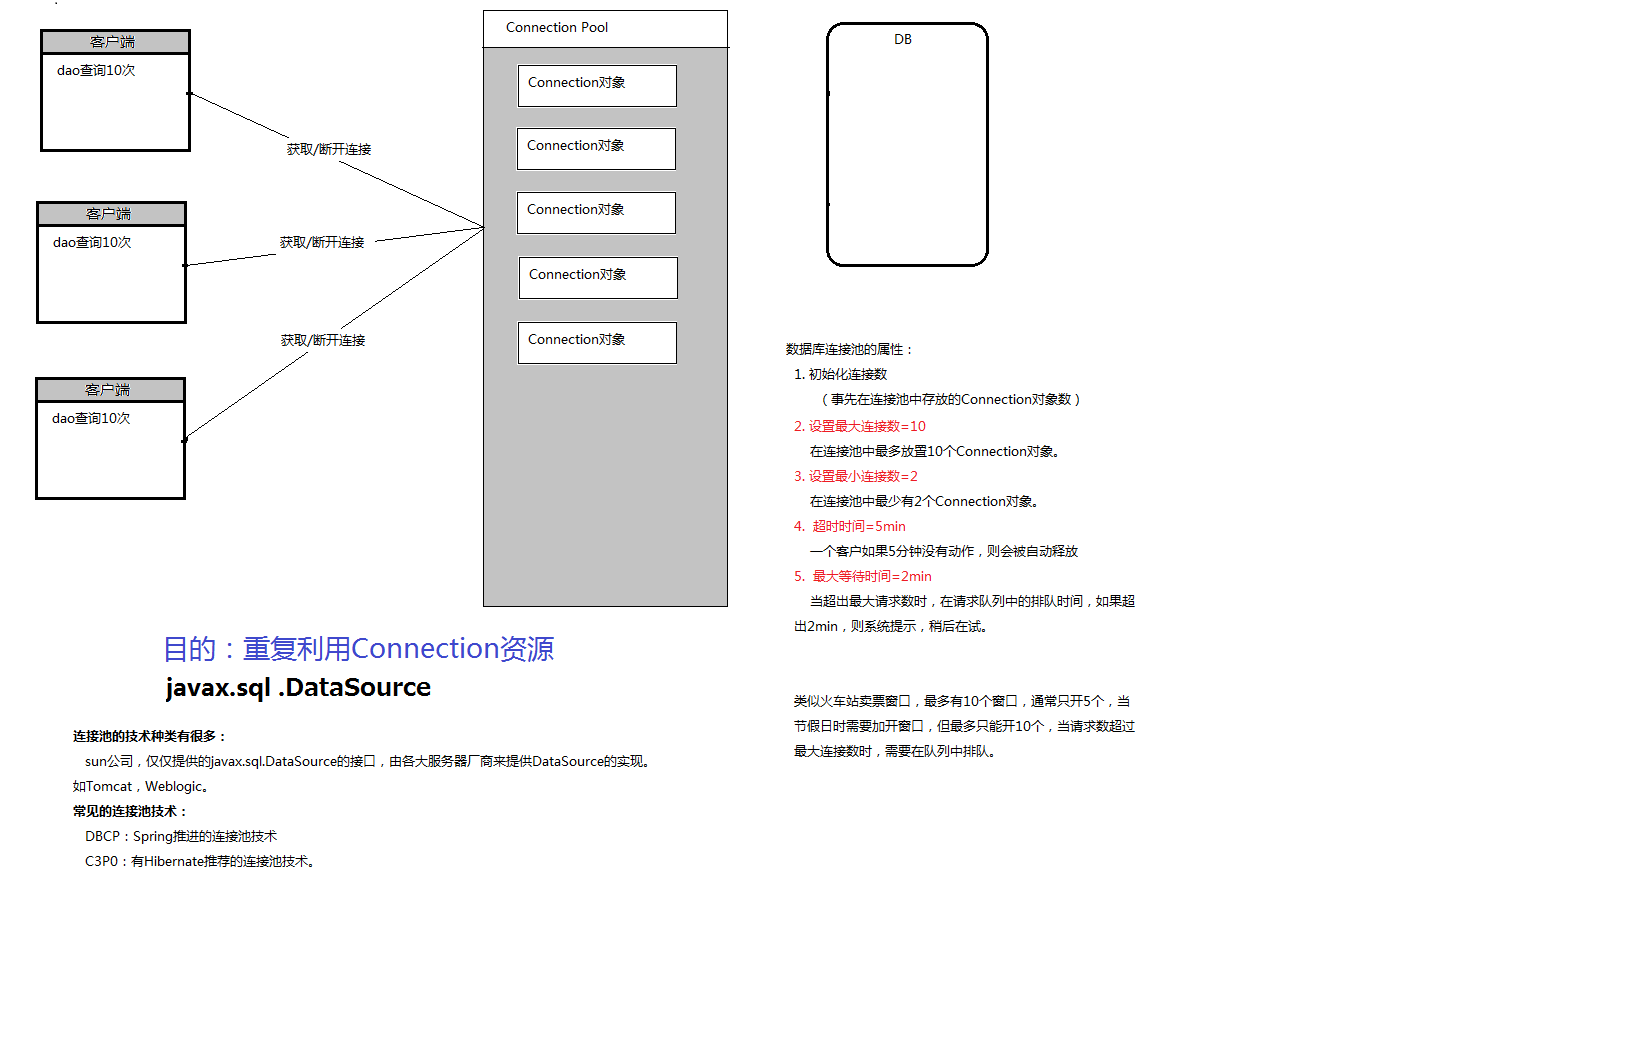 客户端
dao查询10次
获取/断开连接
客户端
dao查询10次
获取/断开连接
客户端
dao查询10次
获取/断开连接
Connection Pool
Connection对象
Connection对象
Connection对象
Connection对象
Connection对象
DB
目的：重复利用Connection资源
javax.sql .DataSource
连接池的技术种类有很多：
sun公司，仅仅提供的javax.sql.DataSource的接口，由各大服务器厂商来提供DataSource的实现。
如Tomcat，Weblogic。
常见的连接池技术：
DBCP：Spring推进的连接池技术
C3P0：有Hibernate推荐的连接池技术。
数据库连接池的属性：
1. 初始化连接数
（事先在连接池中存放的Connection对象数）
2. 设置最大连接数=10
在连接池中最多放置10个Connection对象。
3. 设置最小连接数=2
在连接池中最少有2个Connection对象。
4. 超时时间=5min
一个客户如果5分钟没有动作，则会被自动释放
5. 最大等待时间=2min
当超出最大请求数时，在请求队列中的排队时间，如果超
出2min，则系统提示，稍后在试。
类似火车站卖票窗口，最多有10个窗口，通常只开5个，当
节假日时需要加开窗口，但最多只能开10个，当请求数超过
最大连接数时，需要在队列中排队。